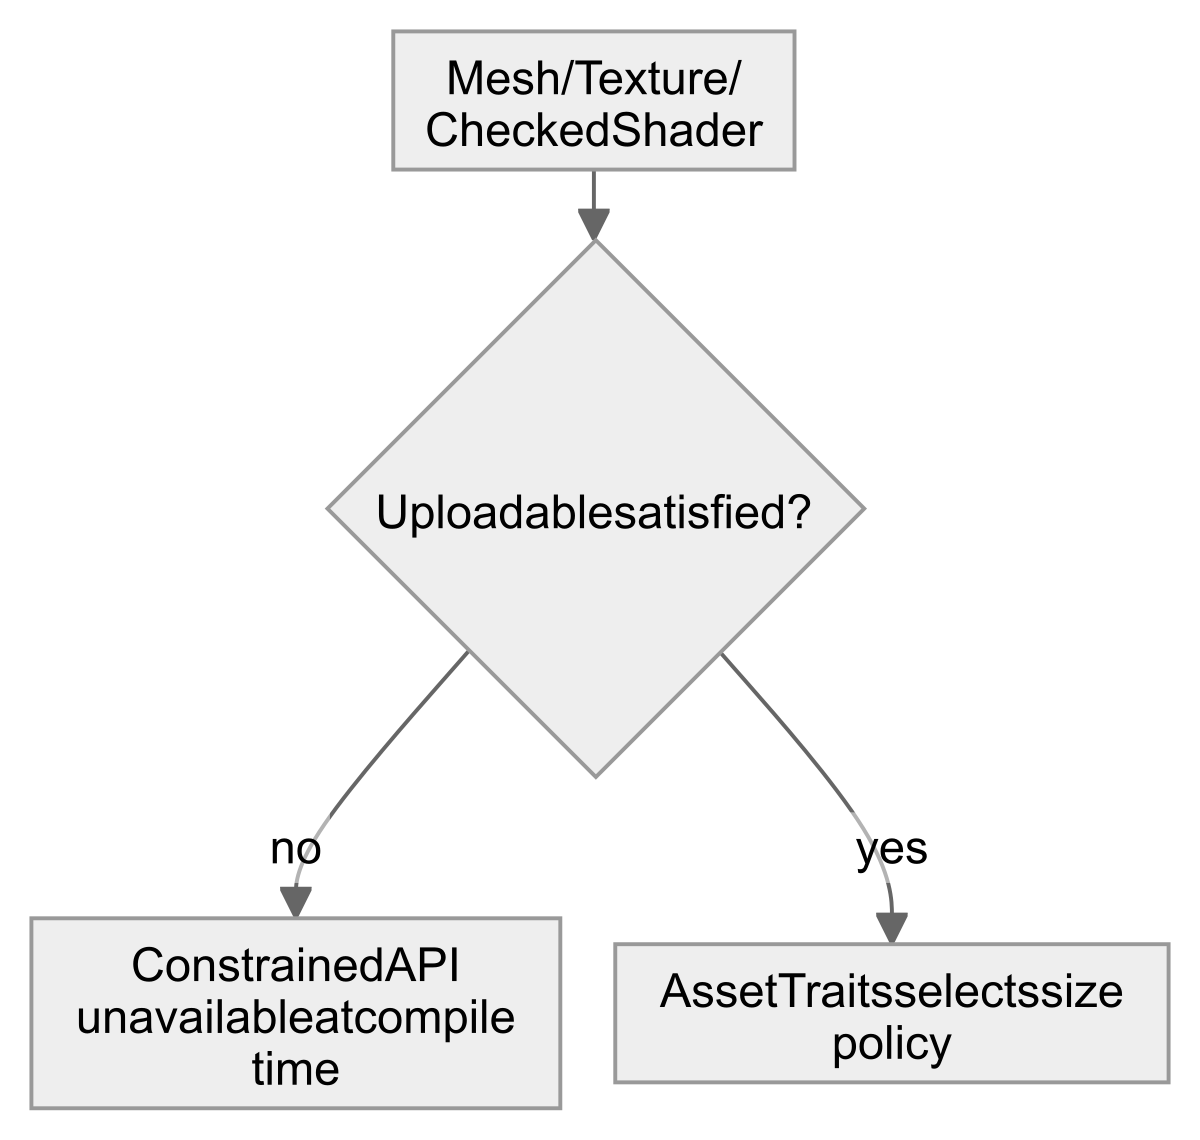 Mesh/Texture/
CheckedShader
Uploadablesatisfied?
no
yes
ConstrainedAPI
unavailableatcompile
time
AssetTraitsselectssize
policy